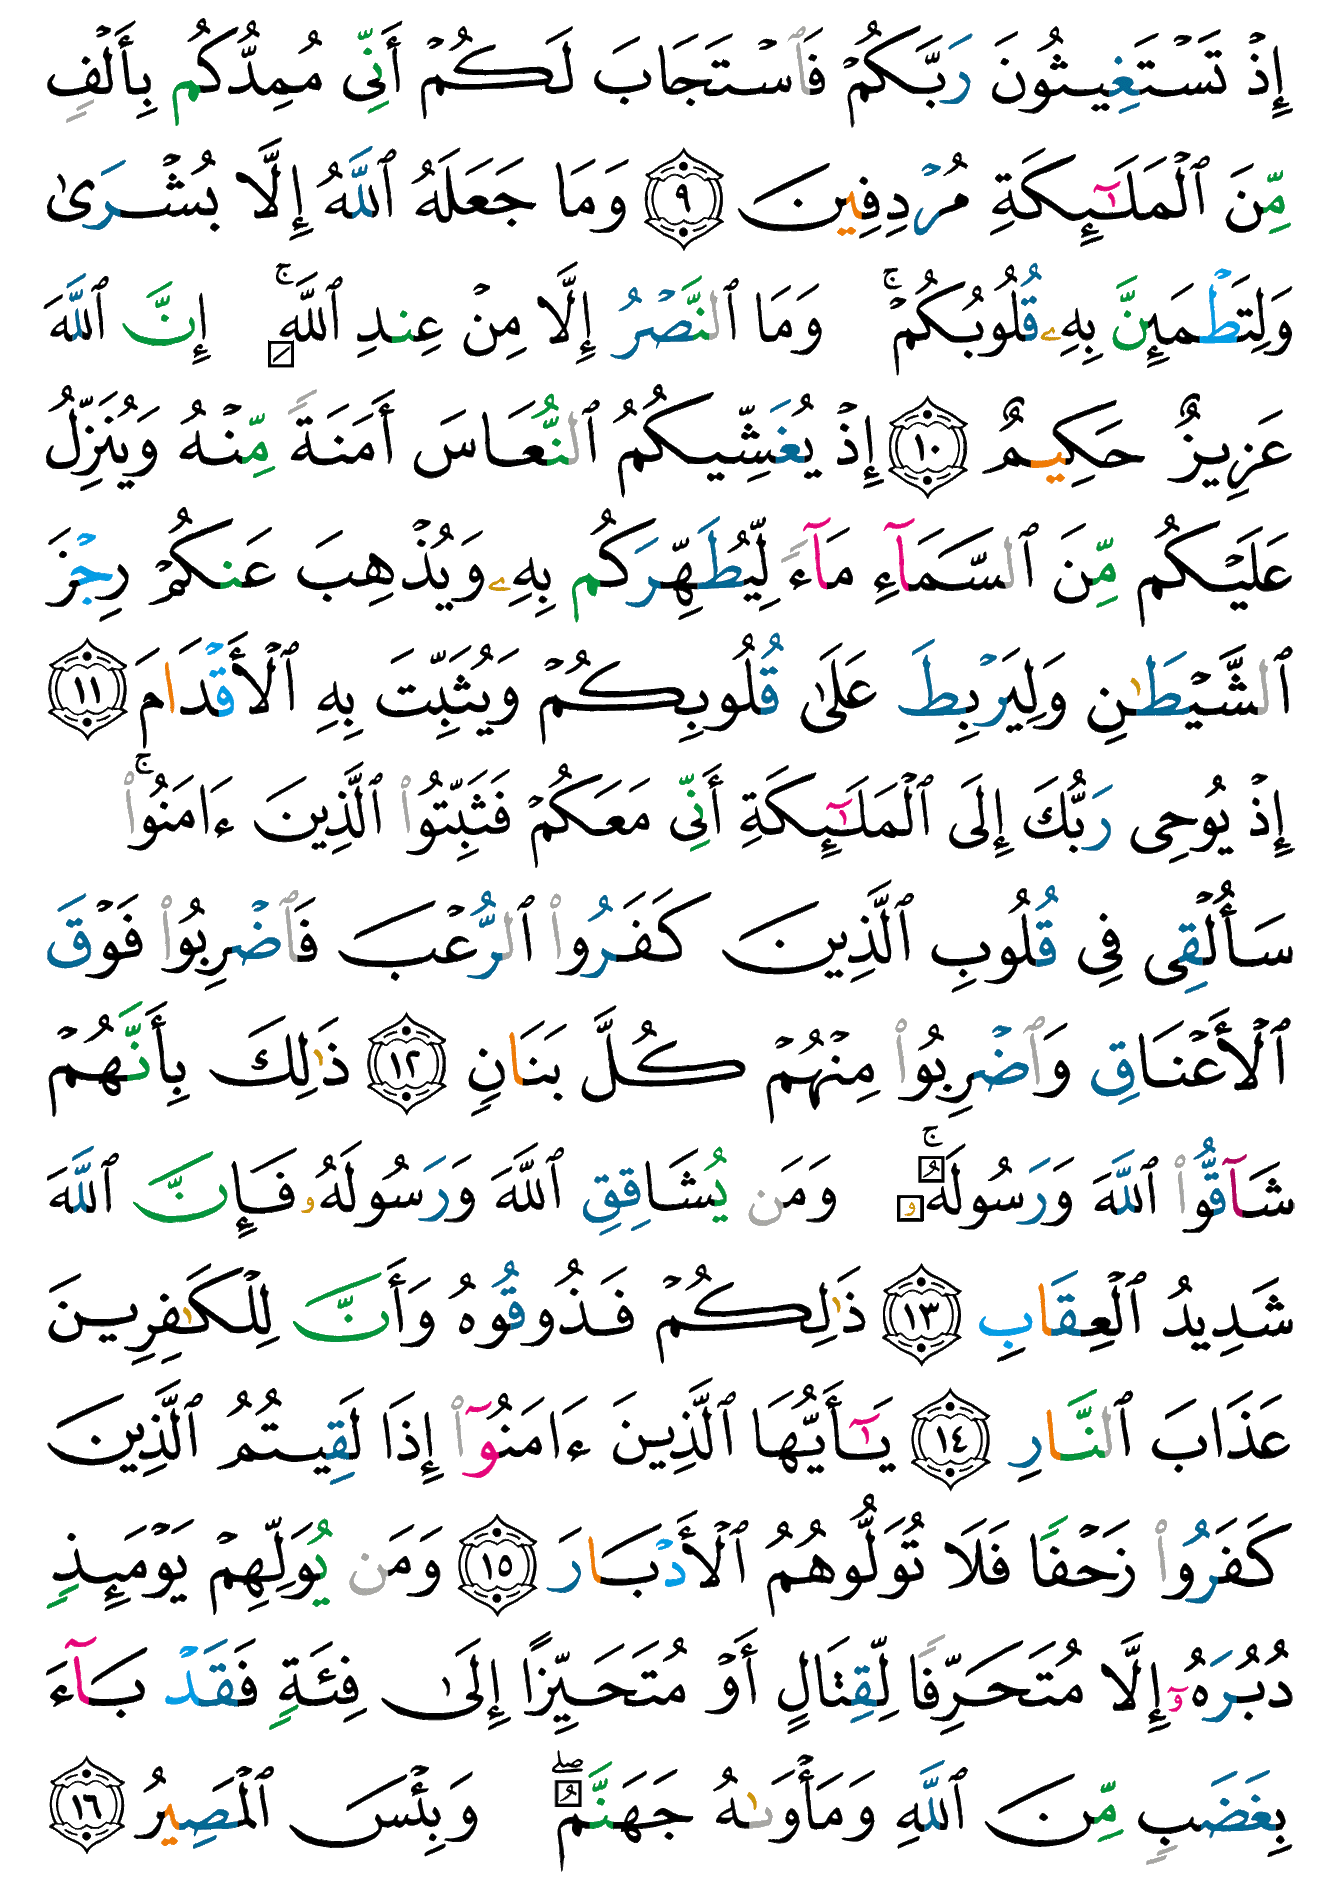 إِذۡ تَسۡتَغِيثُونَ رَبَّكُمۡ فَٱسۡتَجَابَ لَكُمۡ أَنِّي مُمِدُّكُم بِأَلۡفٖ
مِّنَ ٱلۡمَلَٰٓئِكَةِ مُرۡدِفِينَ ٩ وَمَا جَعَلَهُ ٱللَّهُ إِلَّا بُشۡرَىٰ
وَلِتَطۡمَئِنَّ بِهِۦ قُلُوبُكُمۡۚ وَمَا ٱلنَّصۡرُ إِلَّا مِنۡ عِندِ ٱللَّهِۚ إِنَّ ٱللَّهَ
عَزِيزٌ حَكِيمٌ ١٠ إِذۡ يُغَشِّيكُمُ ٱلنُّعَاسَ أَمَنَةٗ مِّنۡهُ وَيُنَزِّلُ
عَلَيۡكُم مِّنَ ٱلسَّمَآءِ مَآءٗ لِّيُطَهِّرَكُم بِهِۦ وَيُذۡهِبَ عَنكُمۡ رِجۡزَ
ٱلشَّيۡطَٰنِ وَلِيَرۡبِطَ عَلَىٰ قُلُوبِكُمۡ وَيُثَبِّتَ بِهِ ٱلۡأَقۡدَامَ ١١
إِذۡ يُوحِي رَبُّكَ إِلَى ٱلۡمَلَٰٓئِكَةِ أَنِّي مَعَكُمۡ فَثَبِّتُواْ ٱلَّذِينَ ءَامَنُواْۚ
سَأُلۡقِي فِي قُلُوبِ ٱلَّذِينَ كَفَرُواْ ٱلرُّعۡبَ فَٱضۡرِبُواْ فَوۡقَ
ٱلۡأَعۡنَاقِ وَٱضۡرِبُواْ مِنۡهُمۡ كُلَّ بَنَانٖ ١٢ ذَٰلِكَ بِأَنَّهُمۡ
شَآقُّواْ ٱللَّهَ وَرَسُولَهُۥۚ وَمَن يُشَاقِقِ ٱللَّهَ وَرَسُولَهُۥ فَإِنَّ ٱللَّهَ
شَدِيدُ ٱلۡعِقَابِ ١٣ ذَٰلِكُمۡ فَذُوقُوهُ وَأَنَّ لِلۡكَٰفِرِينَ
عَذَابَ ٱلنَّارِ ١٤ يَٰٓأَيُّهَا ٱلَّذِينَ ءَامَنُوٓاْ إِذَا لَقِيتُمُ ٱلَّذِينَ
كَفَرُواْ زَحۡفٗا فَلَا تُوَلُّوهُمُ ٱلۡأَدۡبَارَ ١٥ وَمَن يُوَلِّهِمۡ يَوۡمَئِذٖ
دُبُرَهُۥٓ إِلَّا مُتَحَرِّفٗا لِّقِتَالٍ أَوۡ مُتَحَيِّزًا إِلَىٰ فِئَةٖ فَقَدۡ بَآءَ
بِغَضَبٖ مِّنَ ٱللَّهِ وَمَأۡوَىٰهُ جَهَنَّمُۖ وَبِئۡسَ ٱلۡمَصِيرُ ١٦